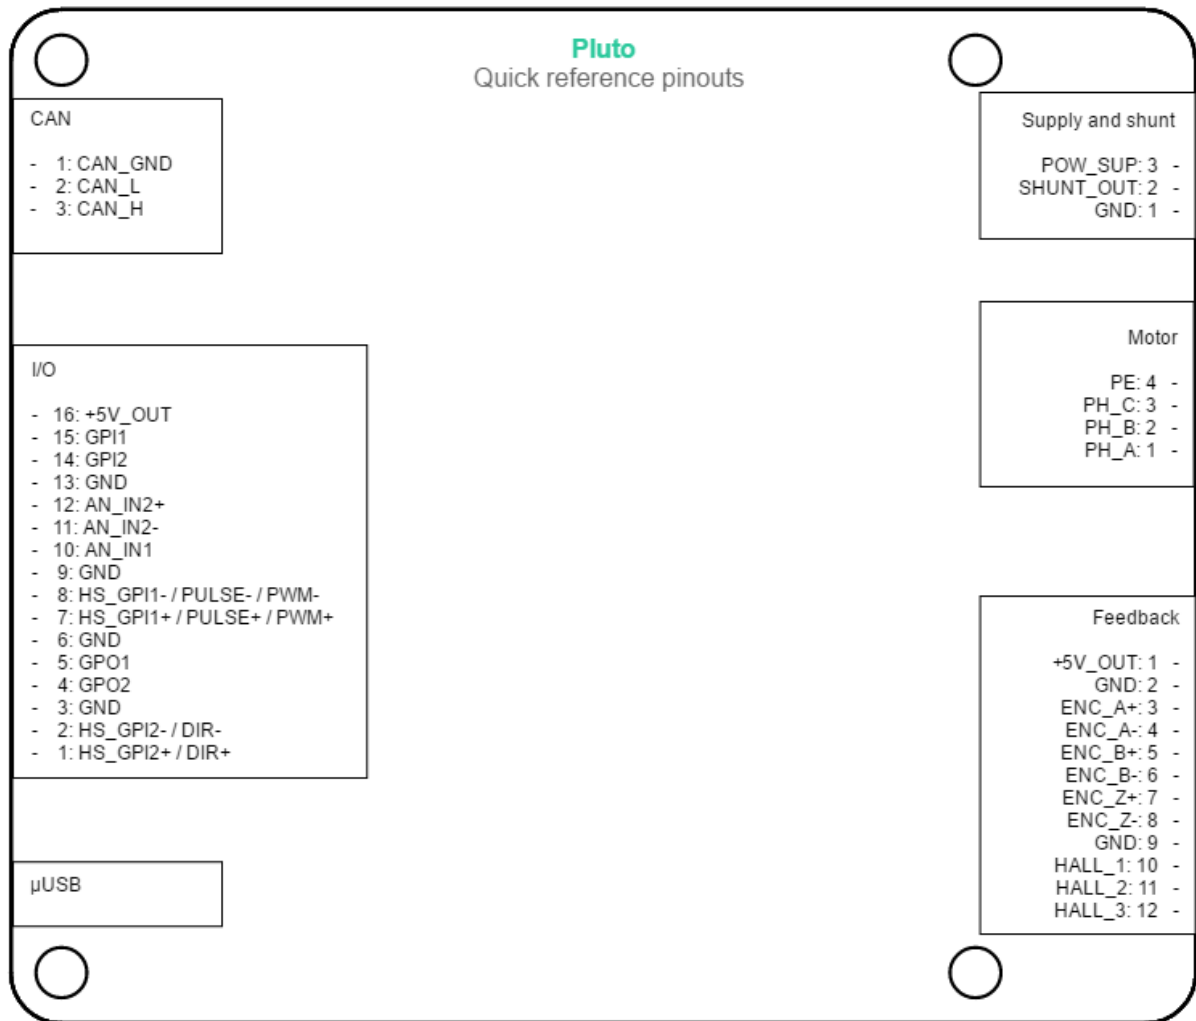 Pluto
Quick reference pinouts
CAN
- 1: CAN_GND
- 2: CAN_L
- 3: CAN_H
I/O
- 16: +5V_OUT
- 15: GPI1
- 14: GPI2
- 13: GND
- 12: AN_IN2+
- 11: AN_IN2-
- 10: AN_IN1
- 9: GND
- 8: HS_GPI1- / PULSE- / PWM-
- 7: HS_GPI1+ / PULSE+ / PWM+
- 6: GND
- 5: GPO1
- 4: GPO2
- 3: GND
- 2: HS_GPI2- / DIR-
- 1: HS_GPI2+ / DIR+
µUSB
Supply and shunt
POW_SUP: 3 -
SHUNT_OUT: 2 -
GND: 1 -
Motor
PE: 4 -
PH_C: 3 -
PH_B: 2 -
PH_A: 1 -
Feedback
+5V_OUT: 1 -
GND: 2 -
ENC_A+: 3 -
ENC_A-: 4 -
ENC_B+: 5 -
ENC_B-: 6 -
ENC_Z+: 7 -
ENC_Z-: 8 -
GND: 9 -
HALL_1: 10 -
HALL_2: 11 -
HALL_3: 12 -